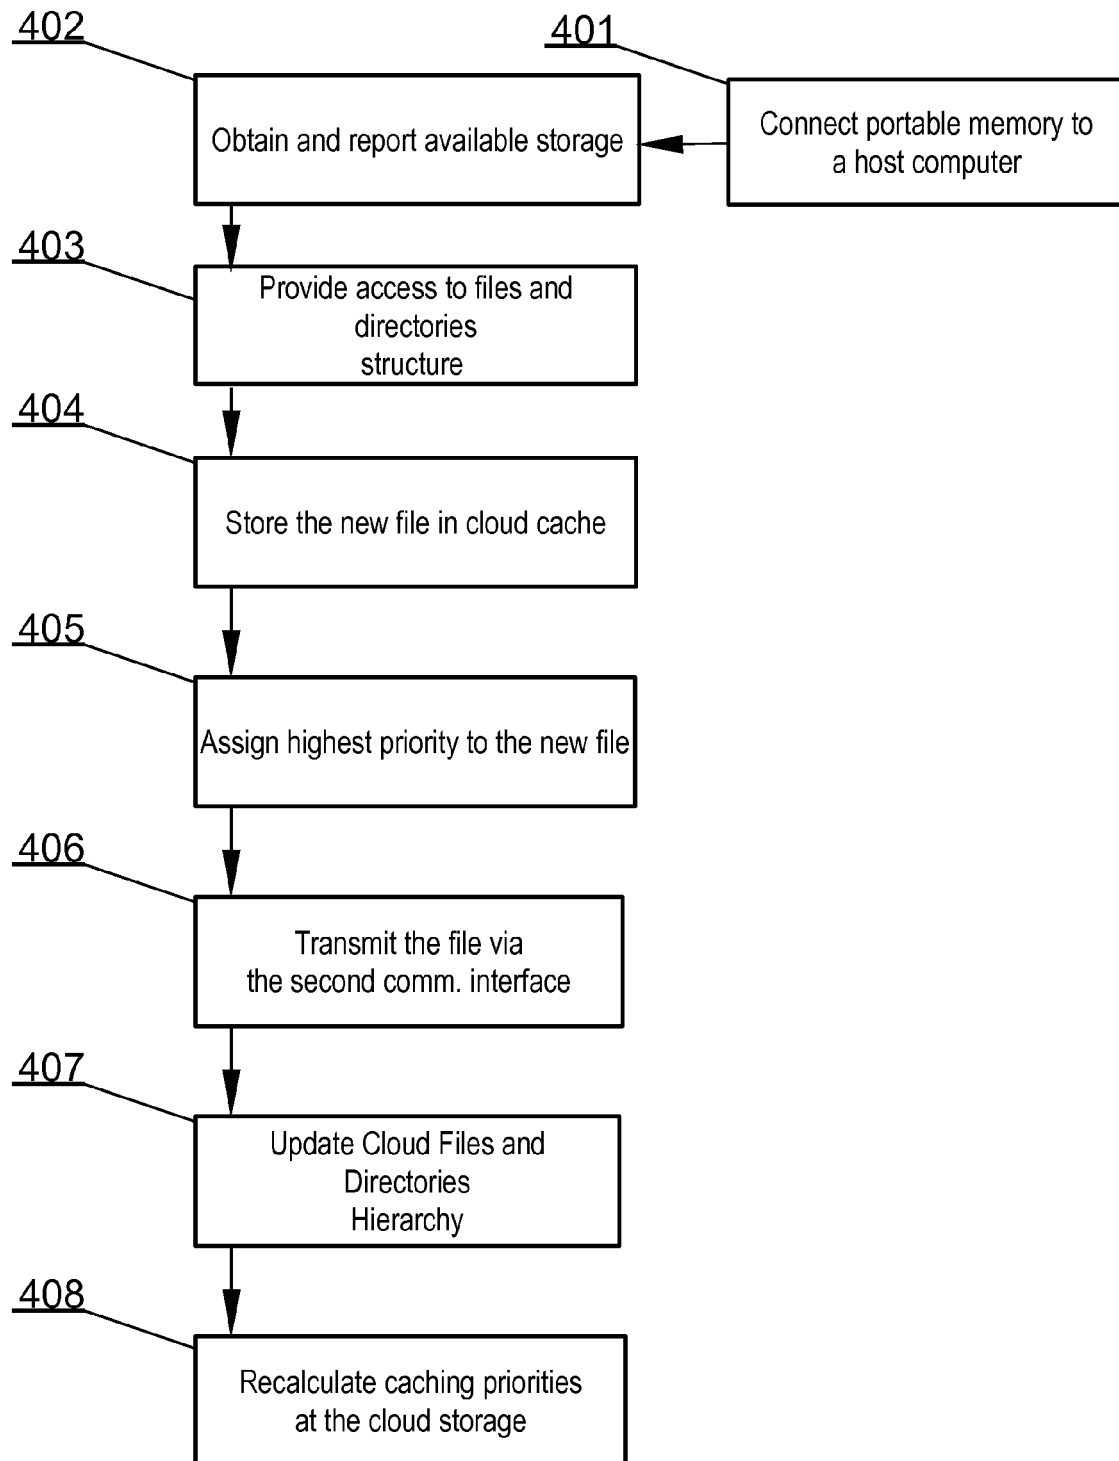 402
401
Obtain and report available storage
Connect portable memory to
a host computer
403
Provide access to files and
directories
structure
404
Store the new file in cloud cache
405
Assign highest priority to the new file
406
Transmit the file via
the second comm. interface
407
Update Cloud Files and
Directories
Hierarchy
408
Recalculate caching priorities
at the cloud storage